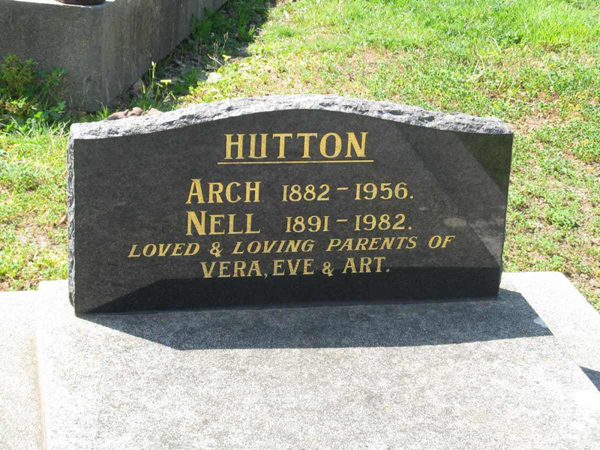 HUTTON
ARCH 1882 - 1956.
NELL 1891 - 1982.
LOVED & LOVING PARENTS OF
VERA, EVE & ART.